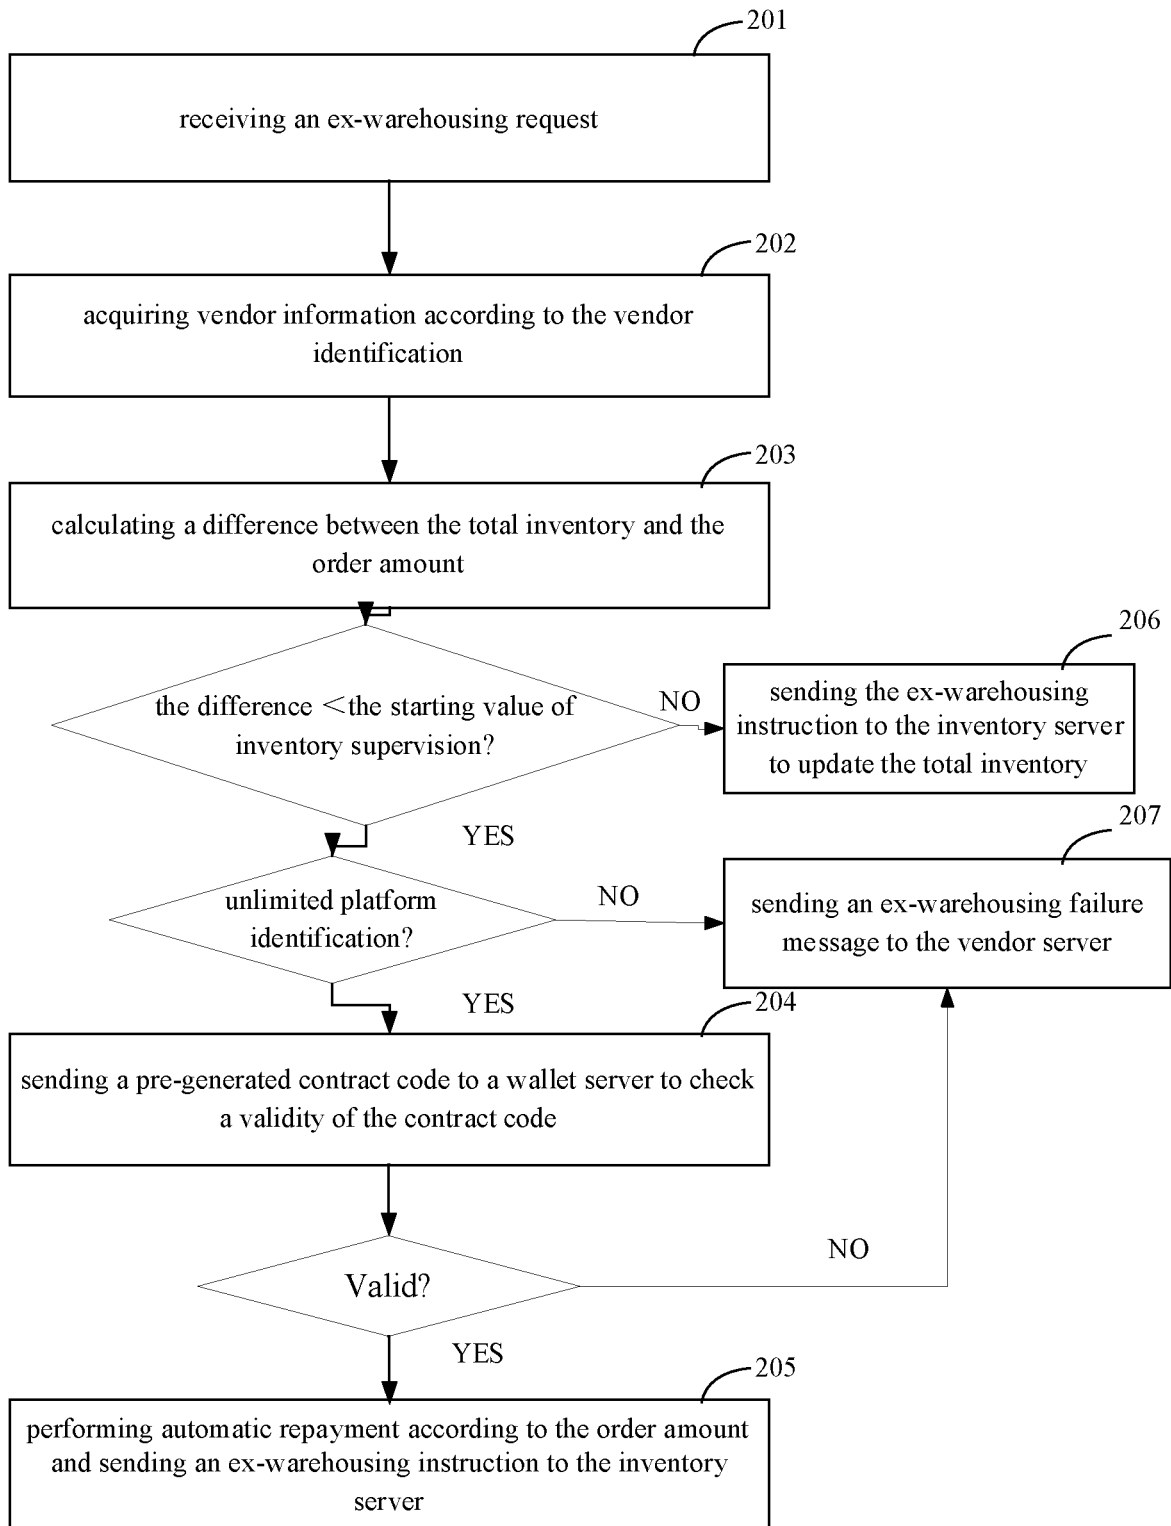 201
receiving an ex-warehousing request
202
acquiring vendor information according to the vendor
identification
203
calculating a difference between the total inventory and the
order amount
the difference <the starting value of
inventory supervision?
NO
206
sending the ex-warehousing
instruction to the inventory server
to update the total inventory
YES
207
unlimited platform
identification?
NO
sending an ex-warehousing failure
message to the vendor server
YES
204
sending a pre-generated contract code to a wallet server to check
a validity of the contract code
Valid?
NO
YES
205
performing automatic repayment according to the order amount
and sending an ex-warehousing instruction to the inventory
server